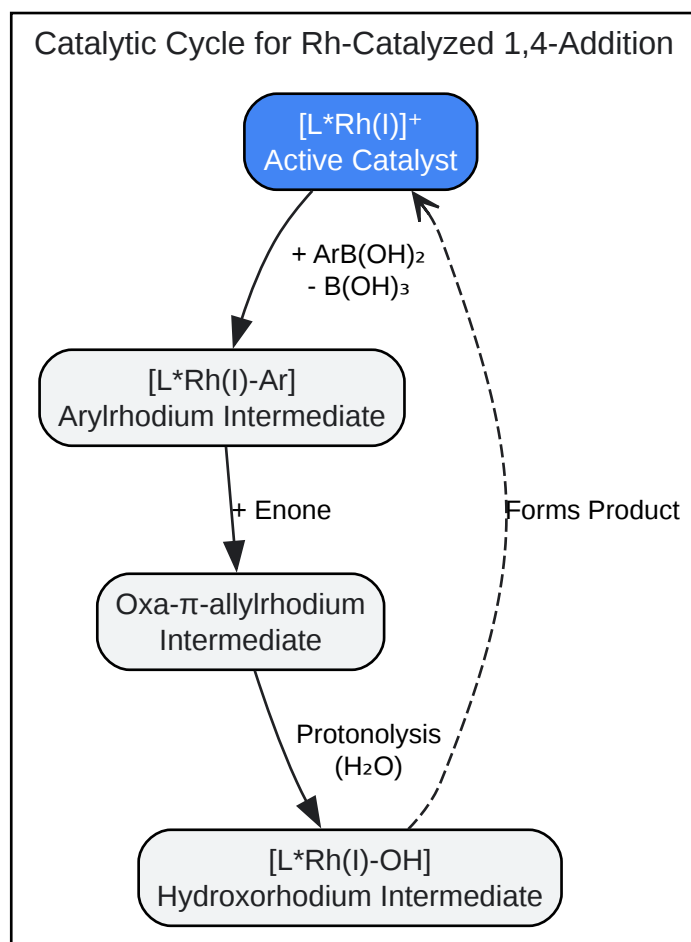 Catalytic Cycle for Rh-Catalyzed 1,4-Addition
[L*Rh(I)]⁺
Active Catalyst
+ ArB(OH)₂
- B(OH)₃
[L*Rh(I)-Ar]
Arylrhodium Intermediate
+ Enone
Forms Product
Oxa-π-allylrhodium
Intermediate
Protonolysis
(H₂O)
[L*Rh(I)-OH]
Hydroxorhodium Intermediate